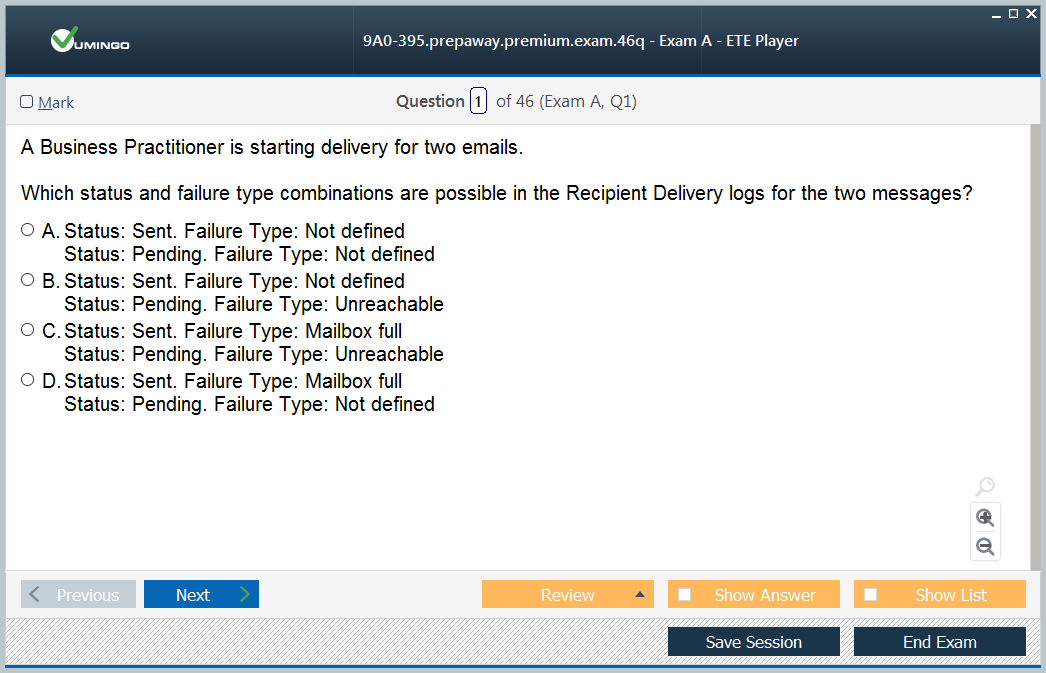 VUMINGO
9A0-395.prepaway.premium.exam.46q - Exam A - ETE Player
Mark
Question 1 of 46 (Exam A, Q1)
A Business Practitioner is starting delivery for two emails.
Which status and failure type combinations are possible in the Recipient Delivery logs for the two messages?
A. Status: Sent. Failure Type: Not defined
Status: Pending. Failure Type: Not defined
B. Status: Sent. Failure Type: Not defined
Status: Pending. Failure Type: Unreachable
C. Status: Sent. Failure Type: Mailbox full
Status: Pending. Failure Type: Unreachable
D. Status: Sent. Failure Type: Mailbox full
Status: Pending. Failure Type: Not defined
Previous Next Review Show Answer Show List
Save Session End Exam